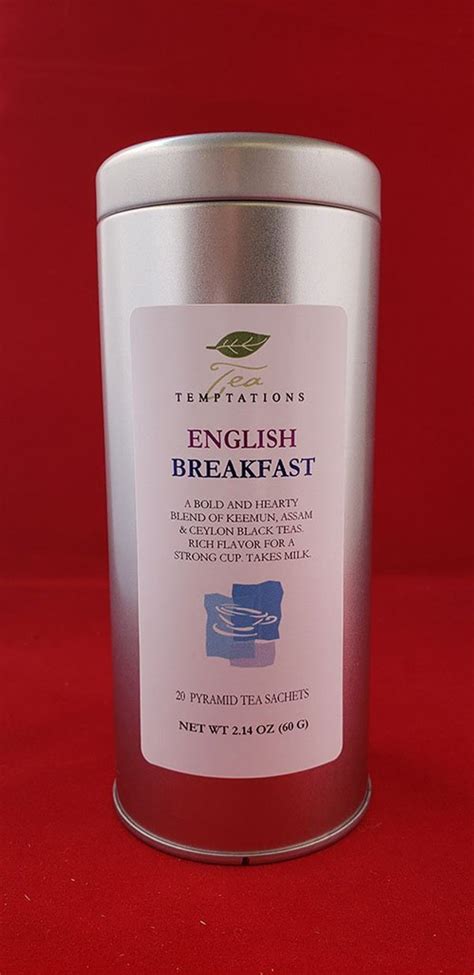 Tea
TEMPTATIONS
ENGLISH
BREAKFAST
A BOLD AND HEARTY
BLEND OF KEEMUN, ASSAM
& CEYLON BLACK TEAS.
RICH FLAVOR FOR A
STRONG CUP. TAKES MILK.
20 PYRAMID TEA SACHETS
NET WT 2.14 OZ (60 G)